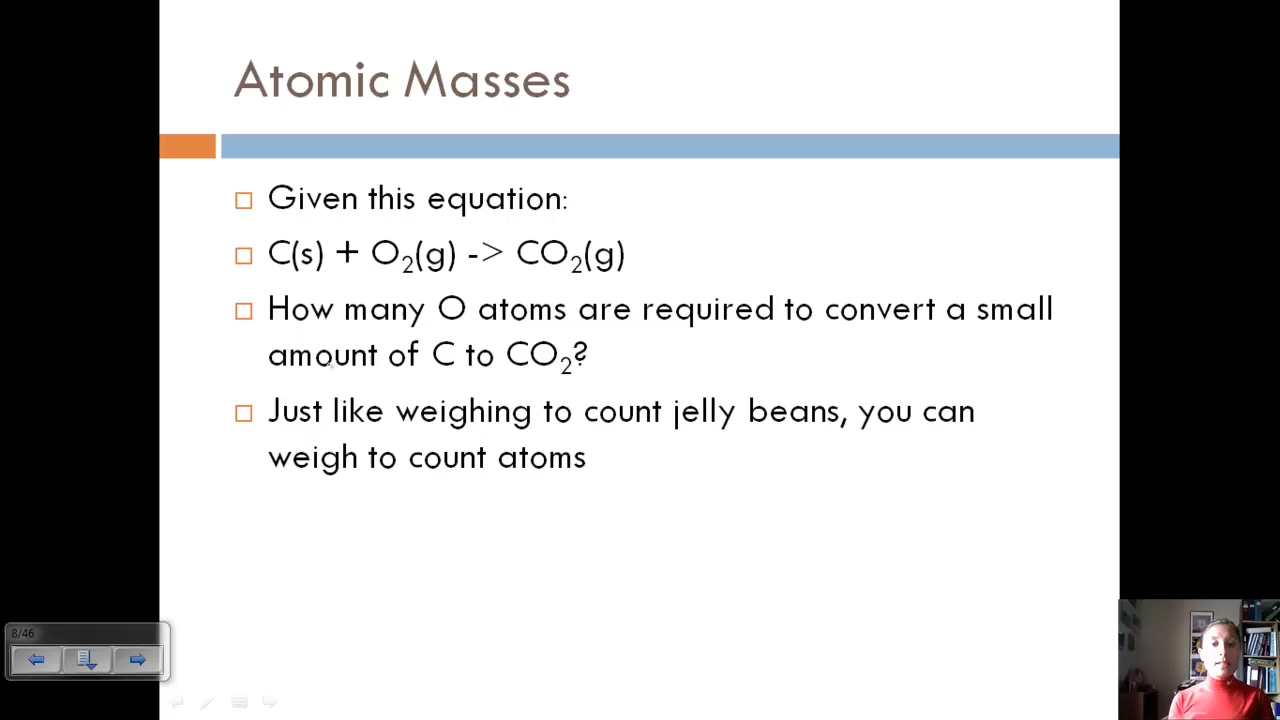 Atomic Masses
Given this equation:
C(s) + O₂(g) -> CO₂(g)
How many O atoms are required to convert a small
amount of C to CO₂?
Just like weighing to count jelly beans, you can
weigh to count atoms
8/46